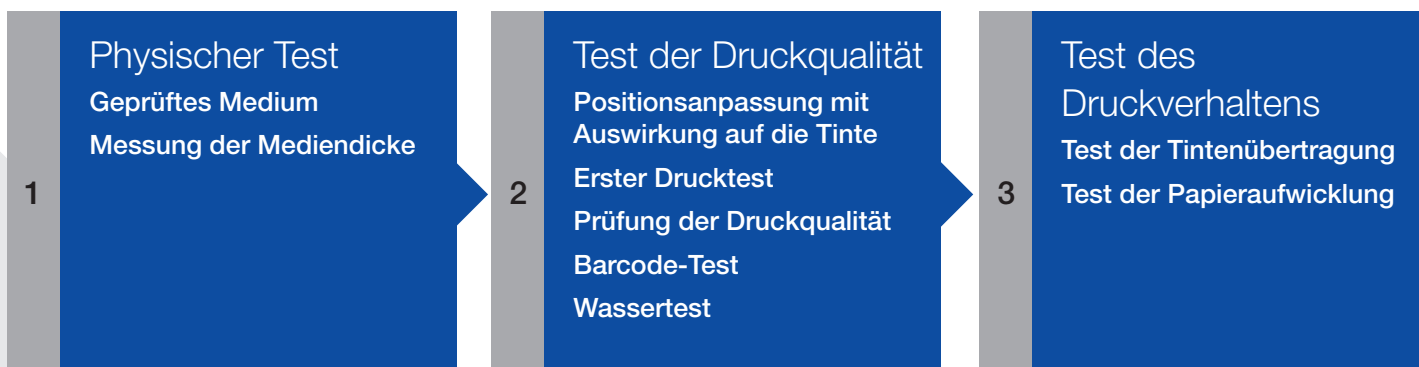 1
Physischer Test
Geprüftes Medium
Messung der Mediendicke
2
Test der Druckqualität
Positionsanpassung mit
Auswirkung auf die Tinte
Erster Drucktest
Prüfung der Druckqualität
Barcode-Test
Wassertest
3
Test des
Druckverhaltens
Test der Tintenübertragung
Test der Papieraufwicklung